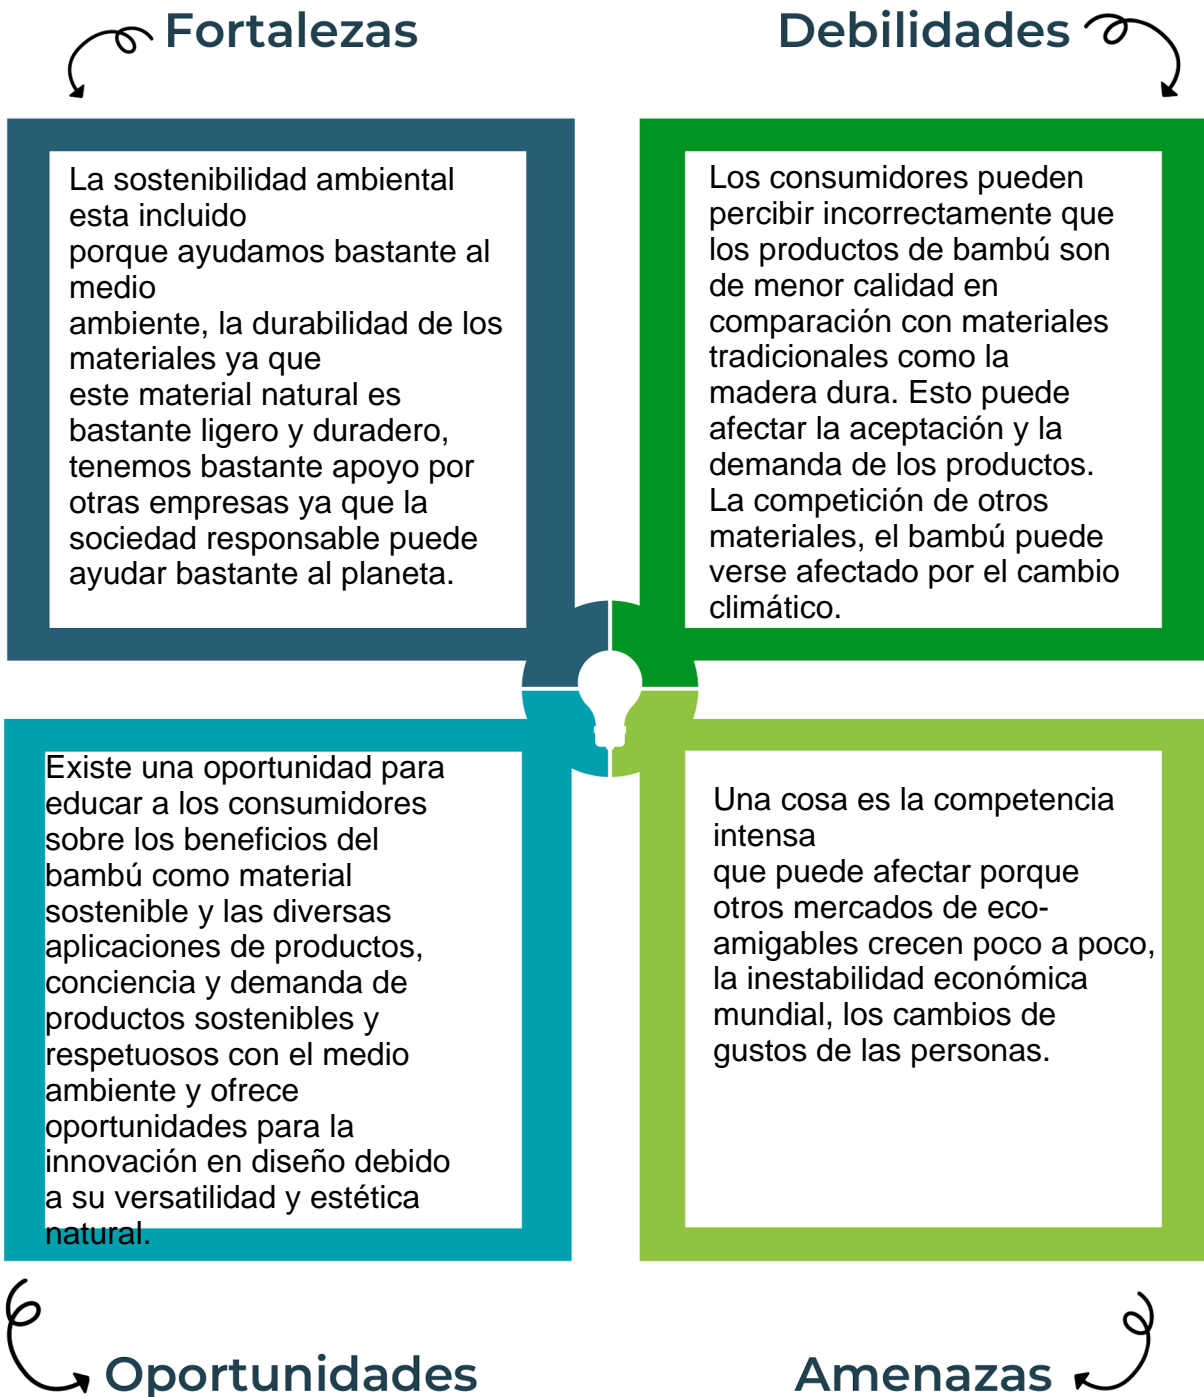 Fortalezas
La sostenibilidad ambiental
esta incluido
porque ayudamos bastante al
medio
ambiente, la durabilidad de los
materiales ya que
este material natural es
bastante ligero y duradero,
tenemos bastante apoyo por
otras empresas ya que la
sociedad responsable puede
ayudar bastante al planeta.
Debilidades
Los consumidores pueden
percibir incorrectamente que
los productos de bambú son
de menor calidad en
comparación con materiales
tradicionales como la
madera dura. Esto puede
afectar la aceptación y la
demanda de los productos.
La competición de otros
materiales, el bambú puede
verse afectado por el cambio
climático.
Existe una oportunidad para
educar a los consumidores
sobre los beneficios del
bambú como material
sostenible y las diversas
aplicaciones de productos,
conciencia y demanda de
productos sostenibles y
respetuosos con el medio
ambiente y ofrece
oportunidades para la
innovación en diseño debido
a su versatilidad y estética
natural.
Oportunidades
Una cosa es la competencia
intensa
que puede afectar porque
otros mercados de eco-
amigables crecen poco a poco,
la inestabilidad económica
mundial, los cambios de
gustos de las personas.
Amenazas